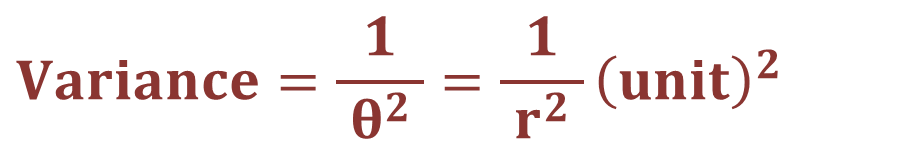 Variance = 1/θ² = 1/r² (unit)²